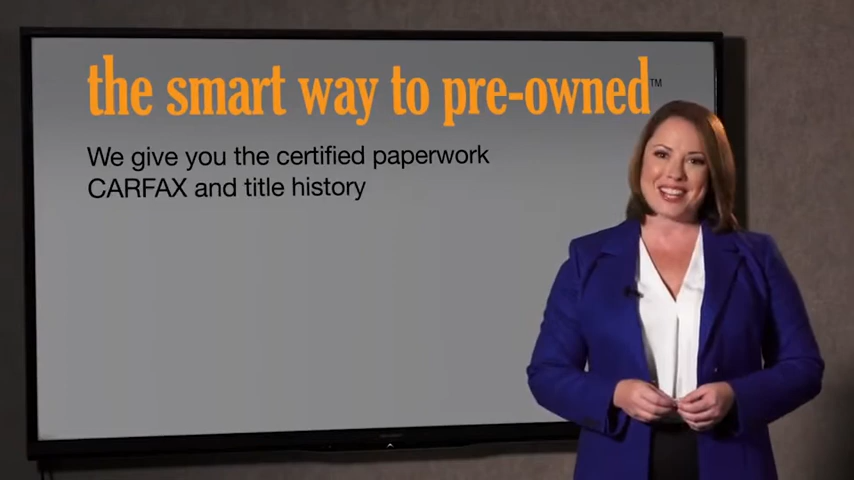 the smart way to pre-owned™
We give you the certified paperwork
CARFAX and title history